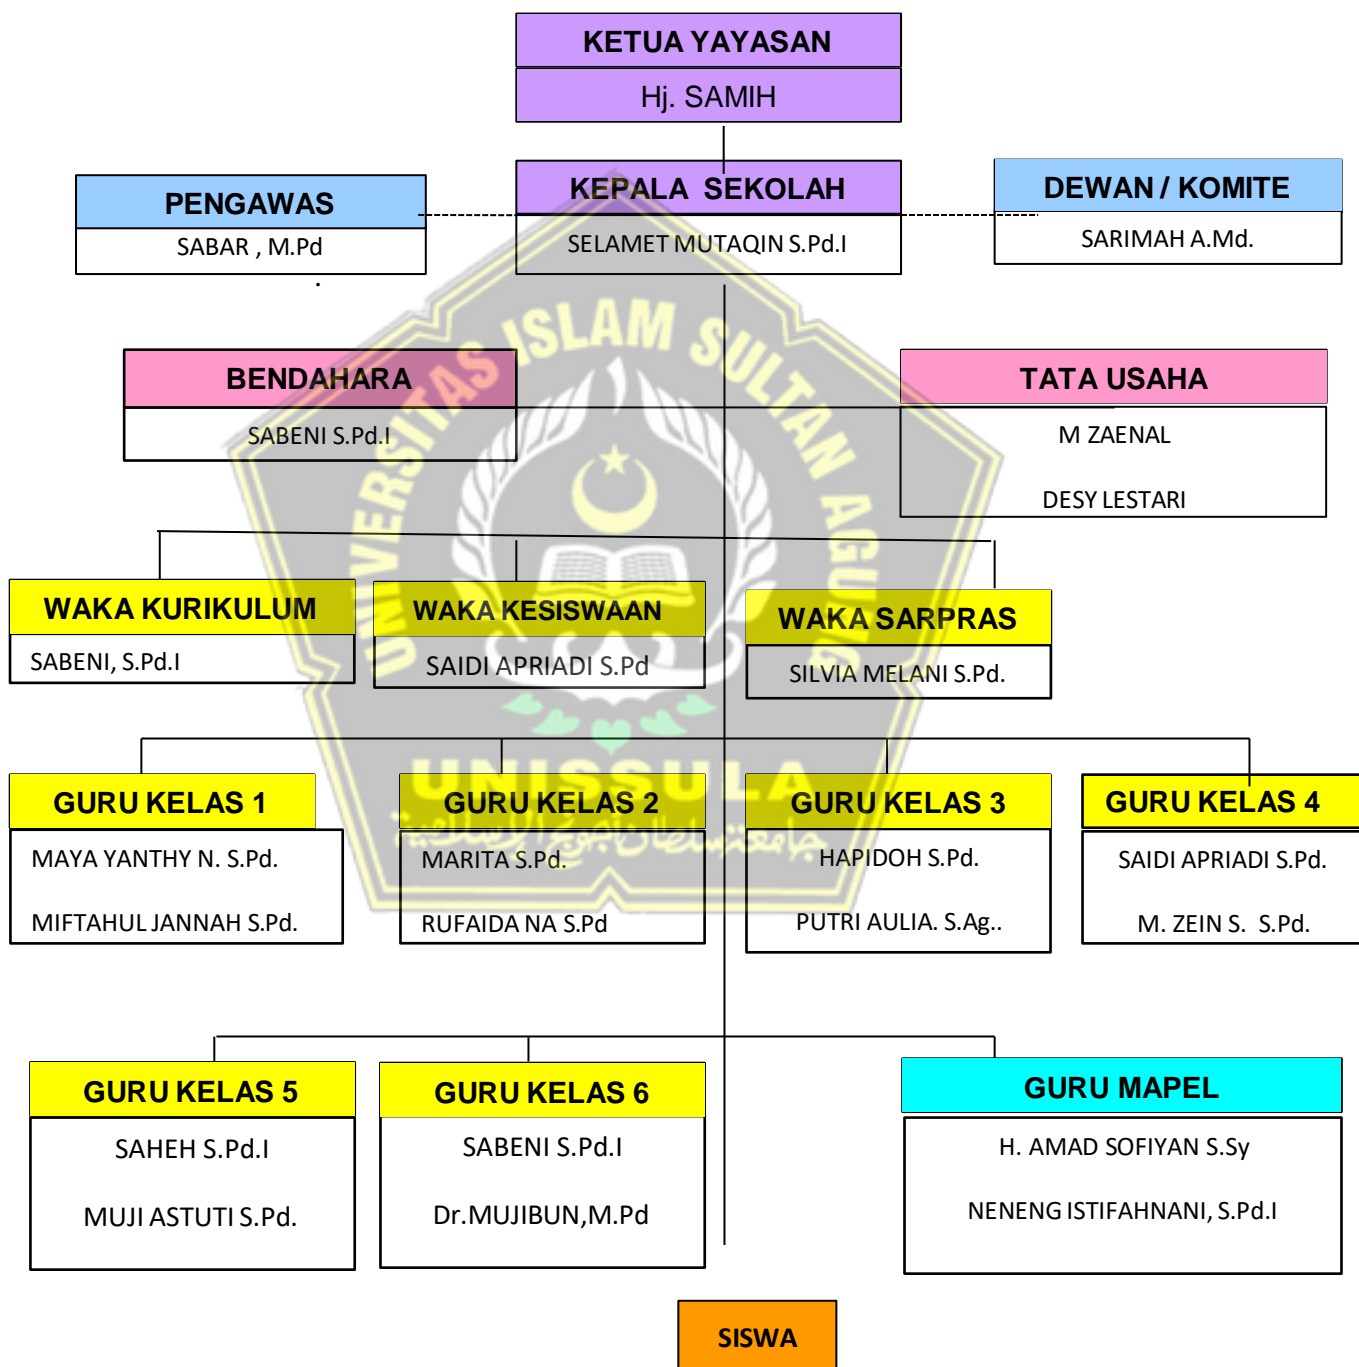 KETUA YAYASAN
Hj. SAMIH
PENGAWAS
SABAR , M.Pd
.
KEPALA SEKOLAH
SELAMET MUTAQIN S.Pd.I
DEWAN / KOMITE
SARIMAH A.Md.
BENDAHARA
SABENI S.Pd.I
TATA USAHA
M ZAENAL
DESY LESTARI
UNIVERSITAS ISLAM SULTAN AGUNG
WAKA KURIKULUM
SABENI, S.Pd.I
WAKA KESISWAAN
SAIDI APRIADI S.Pd
WAKA SARPRAS
SILVIA MELANI S.Pd.
UNISSULA
جامعة سلطان أجونج الإسلامية
GURU KELAS 1
MAYA YANTHY N. S.Pd.
MIFTAHUL JANNAH S.Pd.
GURU KELAS 2
MARITA S.Pd.
RUFAIDA NA S.Pd
GURU KELAS 3
HAPIDOH S.Pd.
PUTRI AULIA. S.Ag..
GURU KELAS 4
SAIDI APRIADI S.Pd.
M. ZEIN S. S.Pd.
GURU KELAS 5
SAHEH S.Pd.I
MUJI ASTUTI S.Pd.
GURU KELAS 6
SABENI S.Pd.I
Dr.MUJIBUN,M.Pd
GURU MAPEL
H. AMAD SOFIYAN S.Sy
NENENG ISTIFAHNANI, S.Pd.I
SISWA